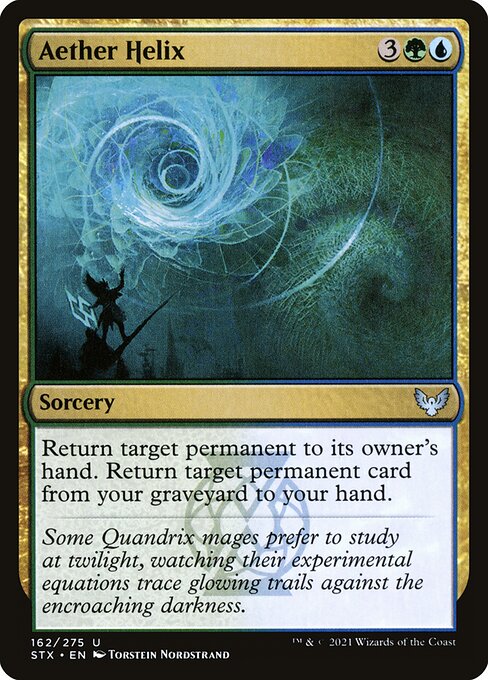 Aether Helix 3
Sorcery
Return target permanent to its owner's
hand. Return target permanent card
from your graveyard to your hand.
Some Quandrix mages prefer to study
at twilight, watching their experimental
equations trace glowing trails against the
encroaching darkness.
162/275 U
STX • EN Torstein Nordstrand
™ & © 2021 Wizards of the Coast